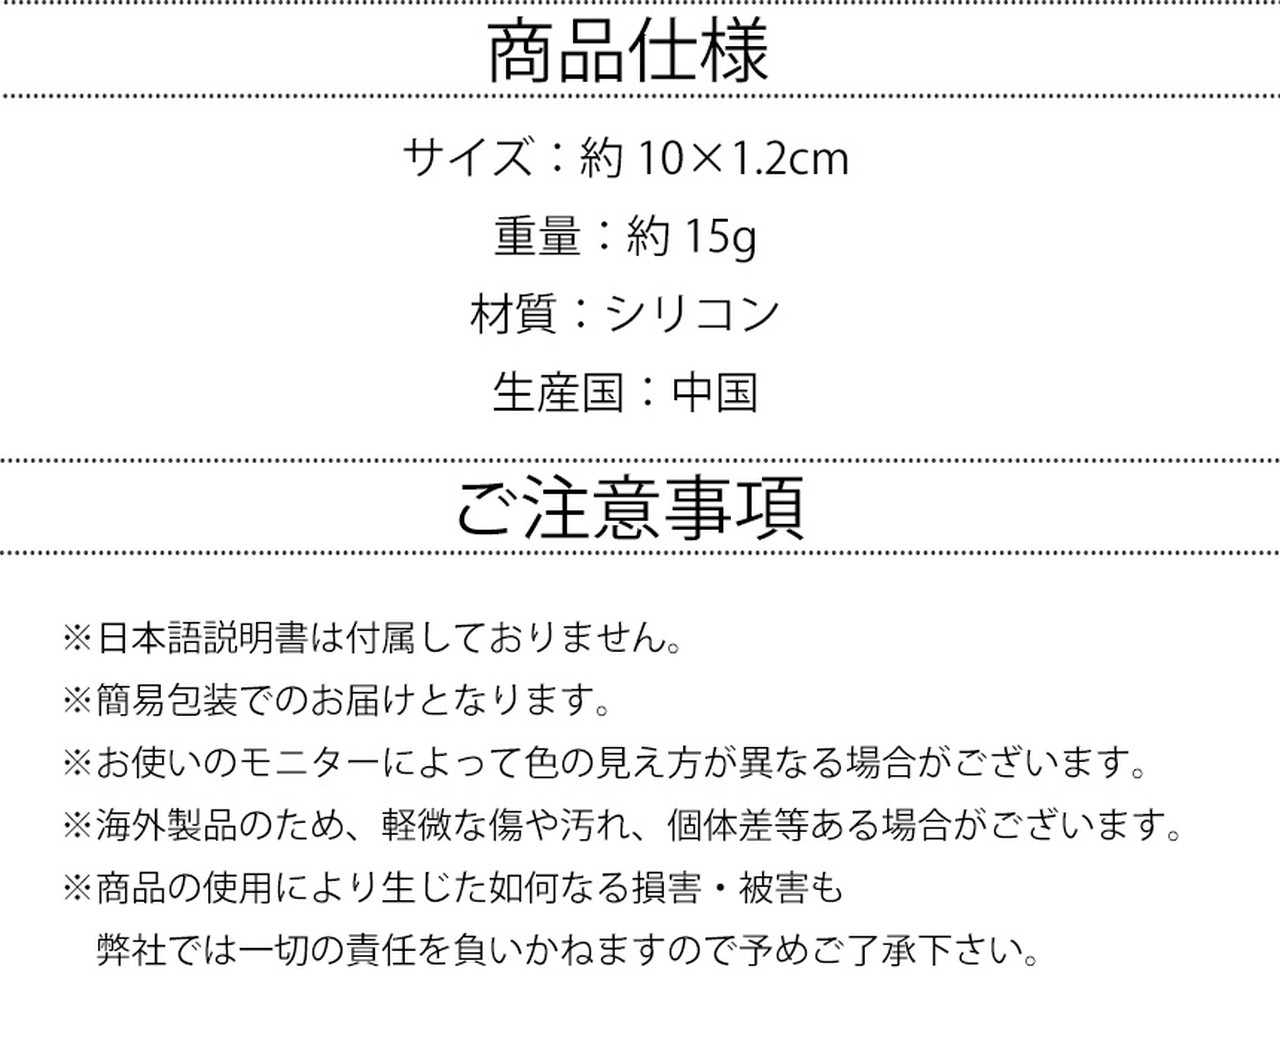 商品仕様
サイズ：約 10×1.2cm
重量：約 15g
材質：シリコン
生産国：中国
ご注意事項
※日本語説明書は付属しておりません。
※簡易包装でのお届けとなります。
※お使いのモニターによって色の見え方が異なる場合がございます。
※海外製品のため、軽微な傷や汚れ、個体差等ある場合がございます。
※商品の使用により生じた如何なる損害・被害も
弊社では一切の責任を負いかねますので予めご了承下さい。